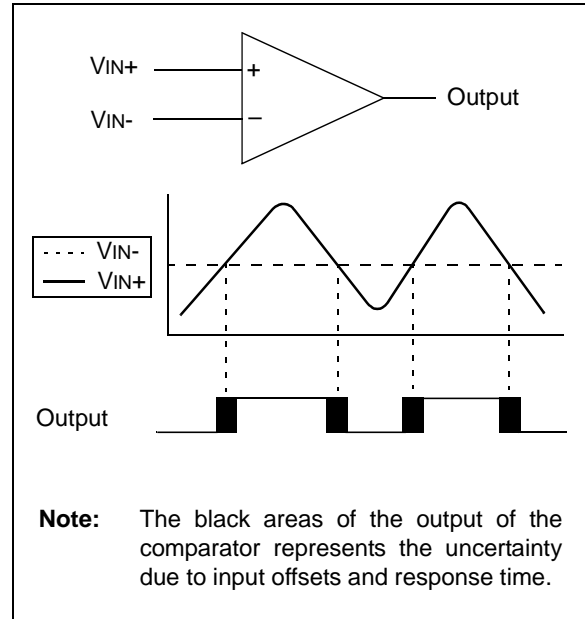 VIN+
+
Output
VIN-
–
VIN-
VIN+
Output
Note: The black areas of the output of the
comparator represents the uncertainty
due to input offsets and response time.